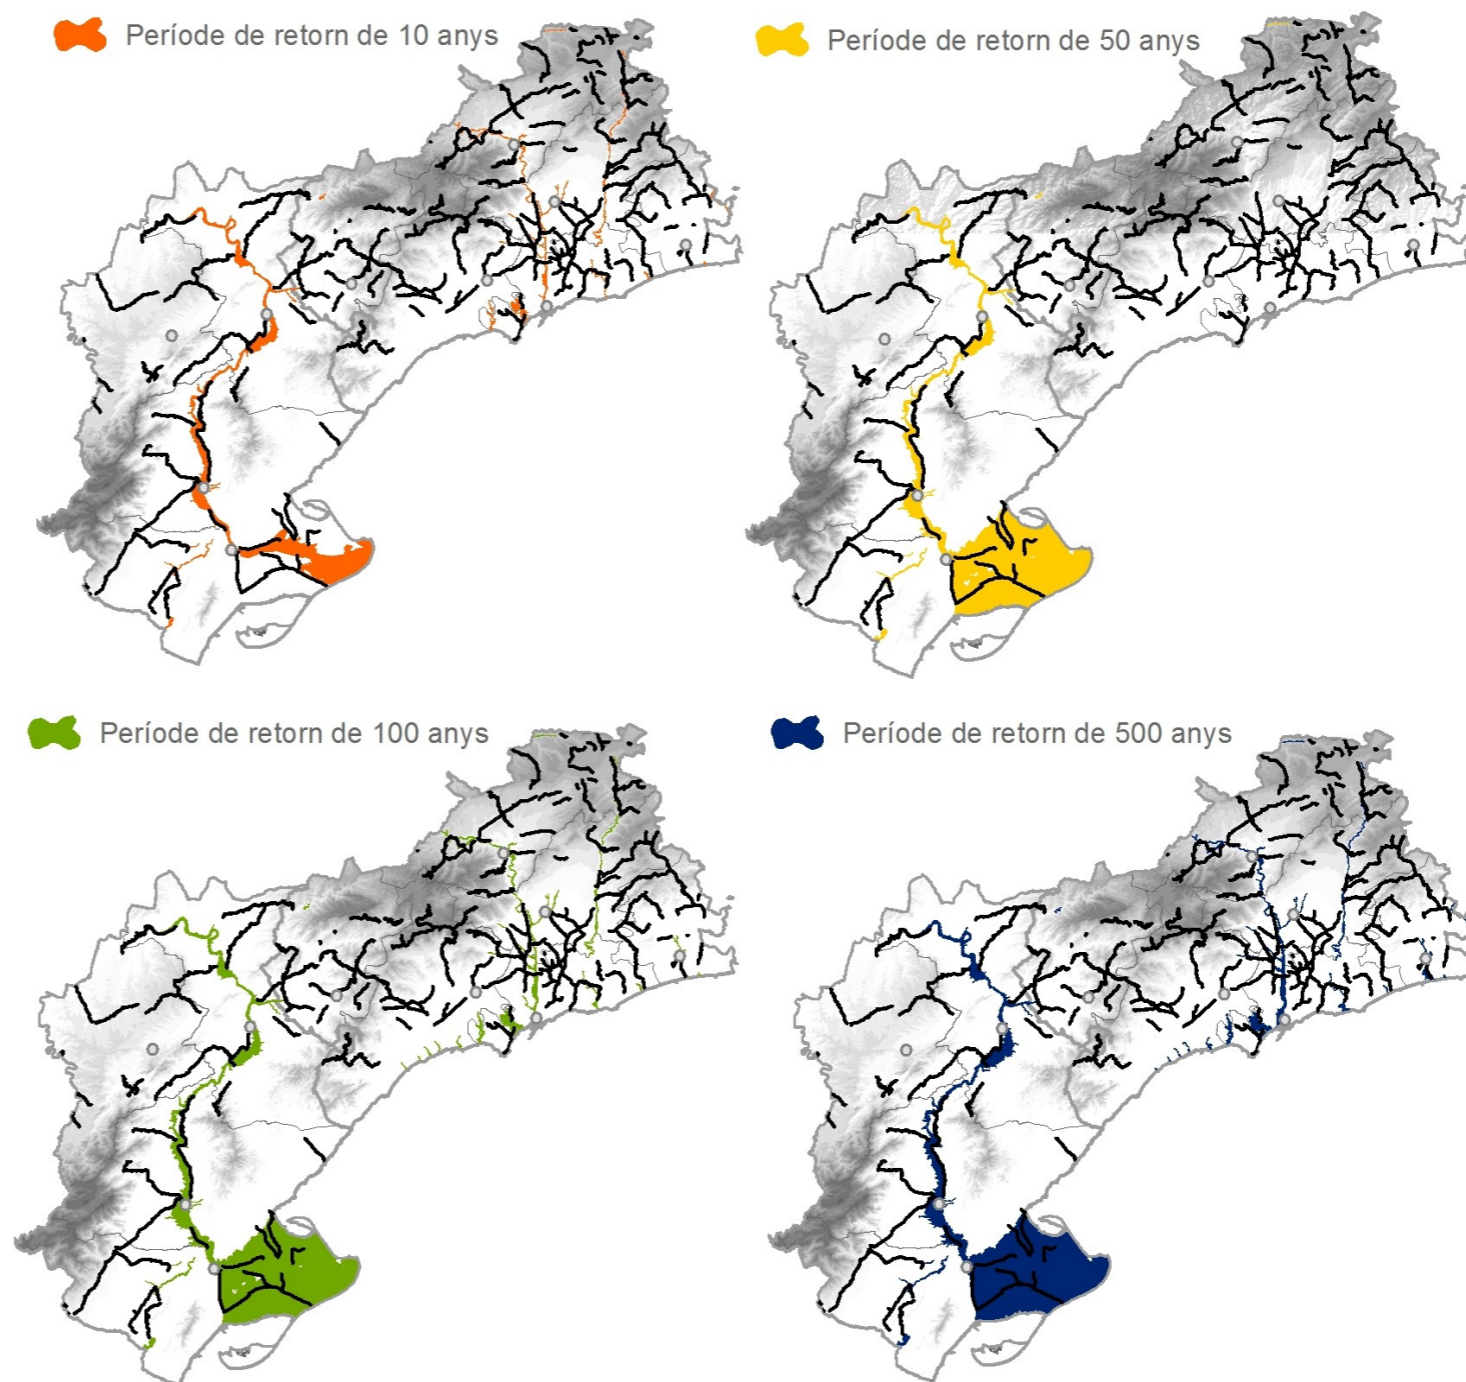 Període de retorn de 10 anys
Període de retorn de 50 anys
Període de retorn de 100 anys
Període de retorn de 500 anys